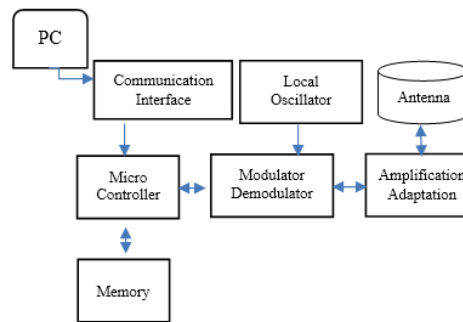 PC
Communication
Interface
Local
Oscillator
Antenna
Micro
Controller
Modulator
Demodulator
Amplification
Adaptation
Memory